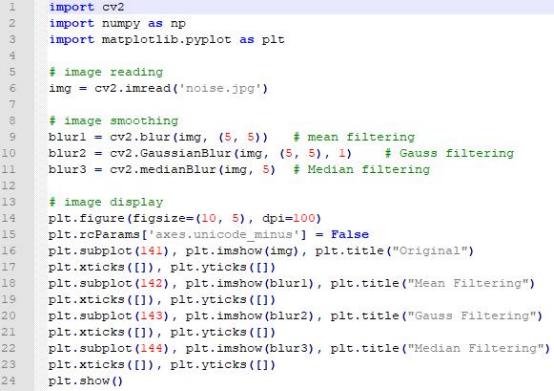 1 import cv2
2 import numpy as np
3 import matplotlib.pyplot as plt
4
5 # image reading
6 img = cv2.imread('noise.jpg')
7
8 # image smoothing
9 blur1 = cv2.blur(img, (5, 5)) # mean filtering
10 blur2 = cv2.GaussianBlur(img, (5, 5), 1) # Gauss filtering
11 blur3 = cv2.medianBlur(img, 5) # Median filtering
12
13 # image display
14 plt.figure(figsize=(10, 5), dpi=100)
15 plt.rcParams['axes.unicode_minus'] = False
16 plt.subplot(141), plt.imshow(img), plt.title("Original")
17 plt.xticks([]), plt.yticks([])
18 plt.subplot(142), plt.imshow(blur1), plt.title("Mean Filtering")
19 plt.xticks([]), plt.yticks([])
20 plt.subplot(143), plt.imshow(blur2), plt.title("Gauss Filtering")
21 plt.xticks([]), plt.yticks([])
22 plt.subplot(144), plt.imshow(blur3), plt.title("Median Filtering")
23 plt.xticks([]), plt.yticks([])
24 plt.show()